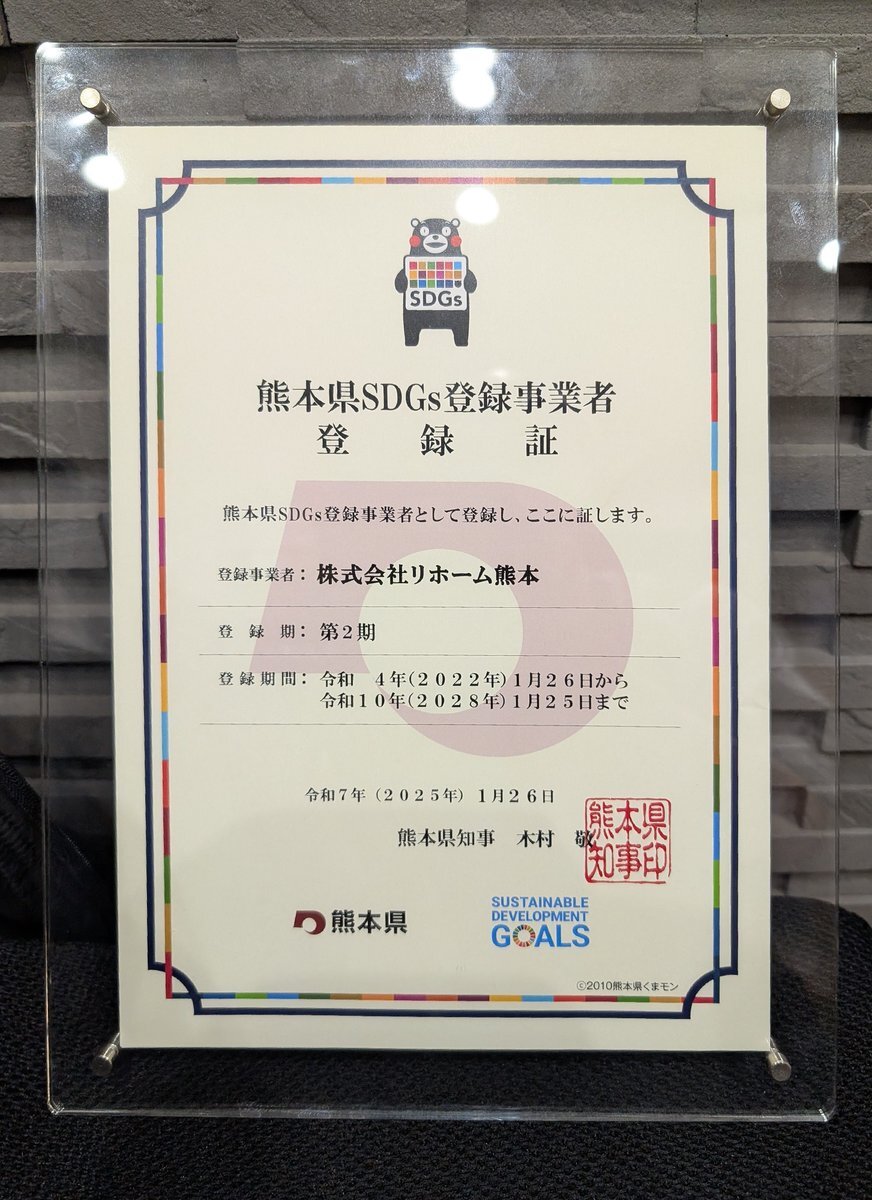 SDGs
熊本県SDGs登録事業者
登録証
熊本県SDGs登録事業者として登録し、ここに証します。
登録事業者：株式会社リホーム熊本
登録期：第２期
登録期間：令和　４年(２０２２年)１月２６日から
令和１０年(２０２８年)１月２５日まで
令和７年（２０２５年）１月２６日
熊本県知事　木村　敬
熊本県
知事印
熊本県
SUSTAINABLE
DEVELOPMENT
GOALS
©2010熊本県くまモン